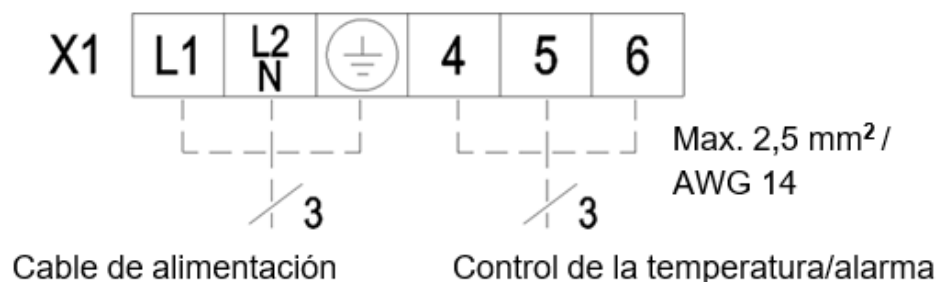 X1 L1 L2 N 4 5 6
Max. 2,5 mm² /
AWG 14
3 3
Cable de alimentación Control de la temperatura/alarma